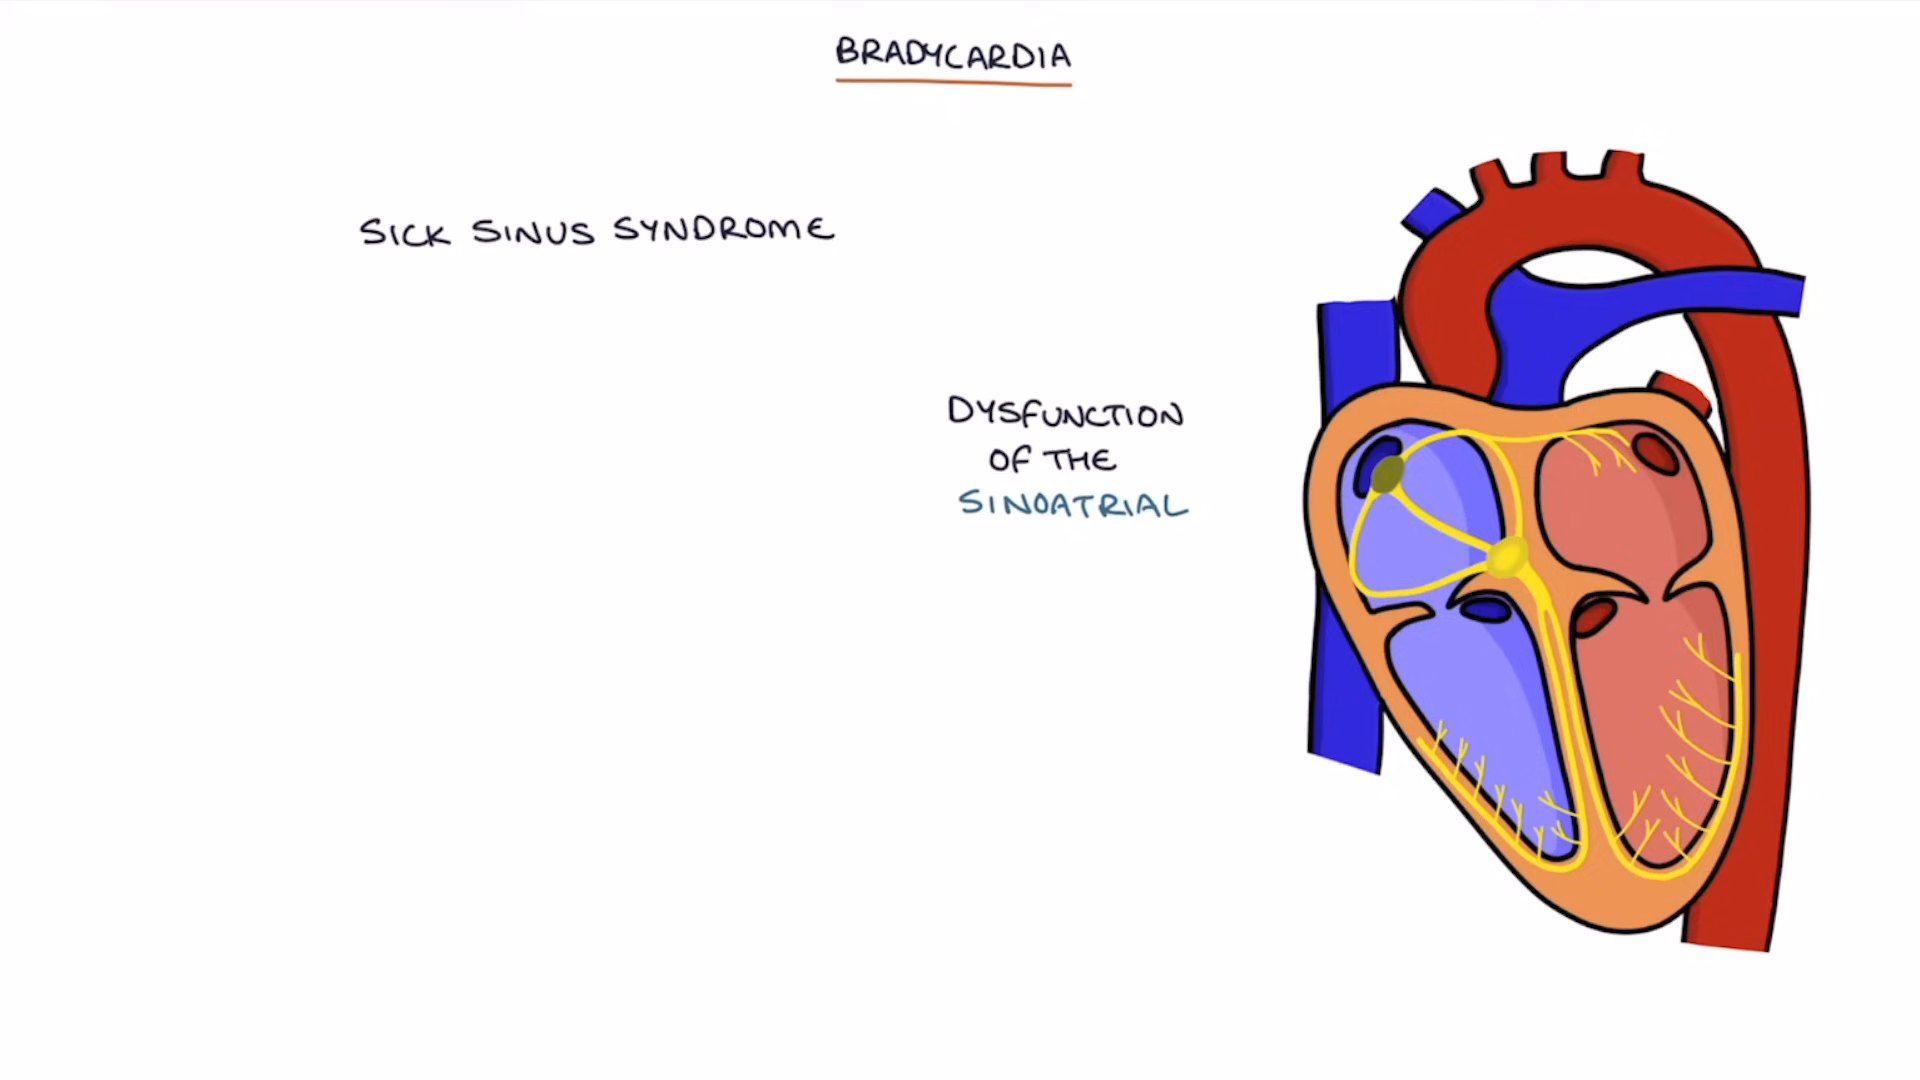 BRADYCARDIA
SICK SINUS SYNDROME
DYSFUNCTION
OF THE
SINOATRIAL